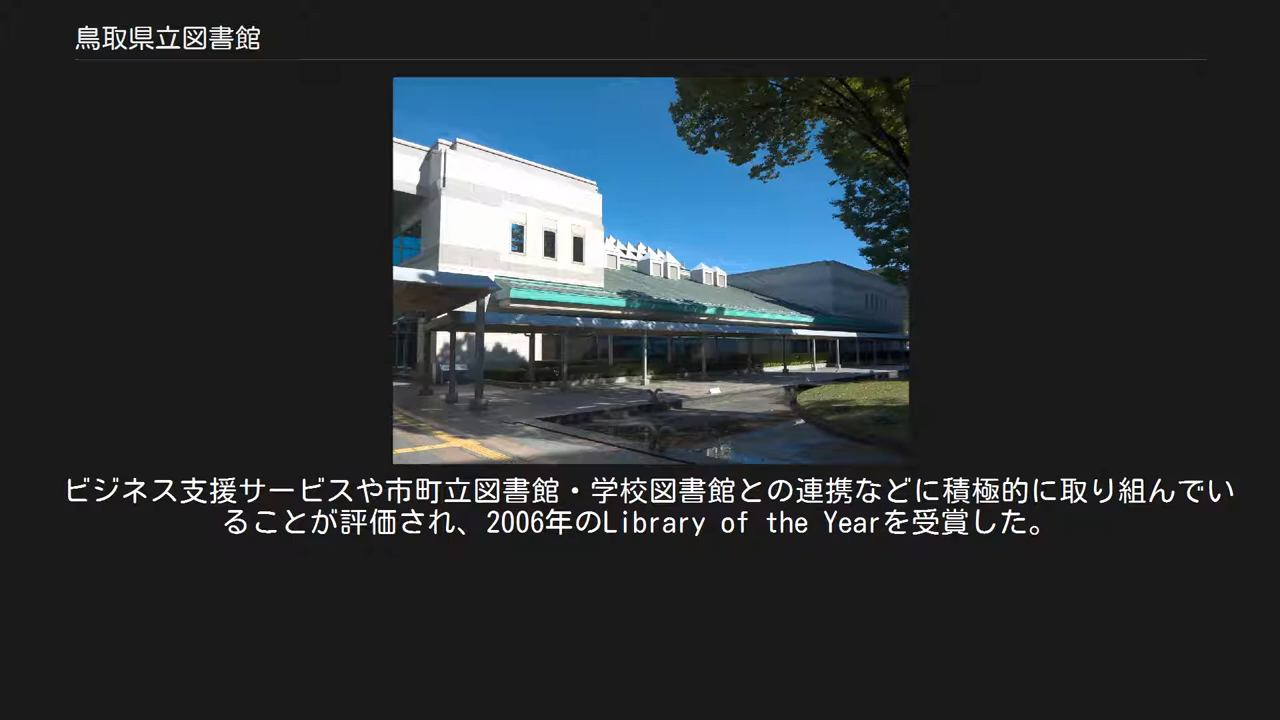 鳥取県立図書館
ビジネス支援サービスや市町立図書館・学校図書館との連携などに積極的に取り組んでい
ることが評価され、2006年のLibrary of the Yearを受賞した。